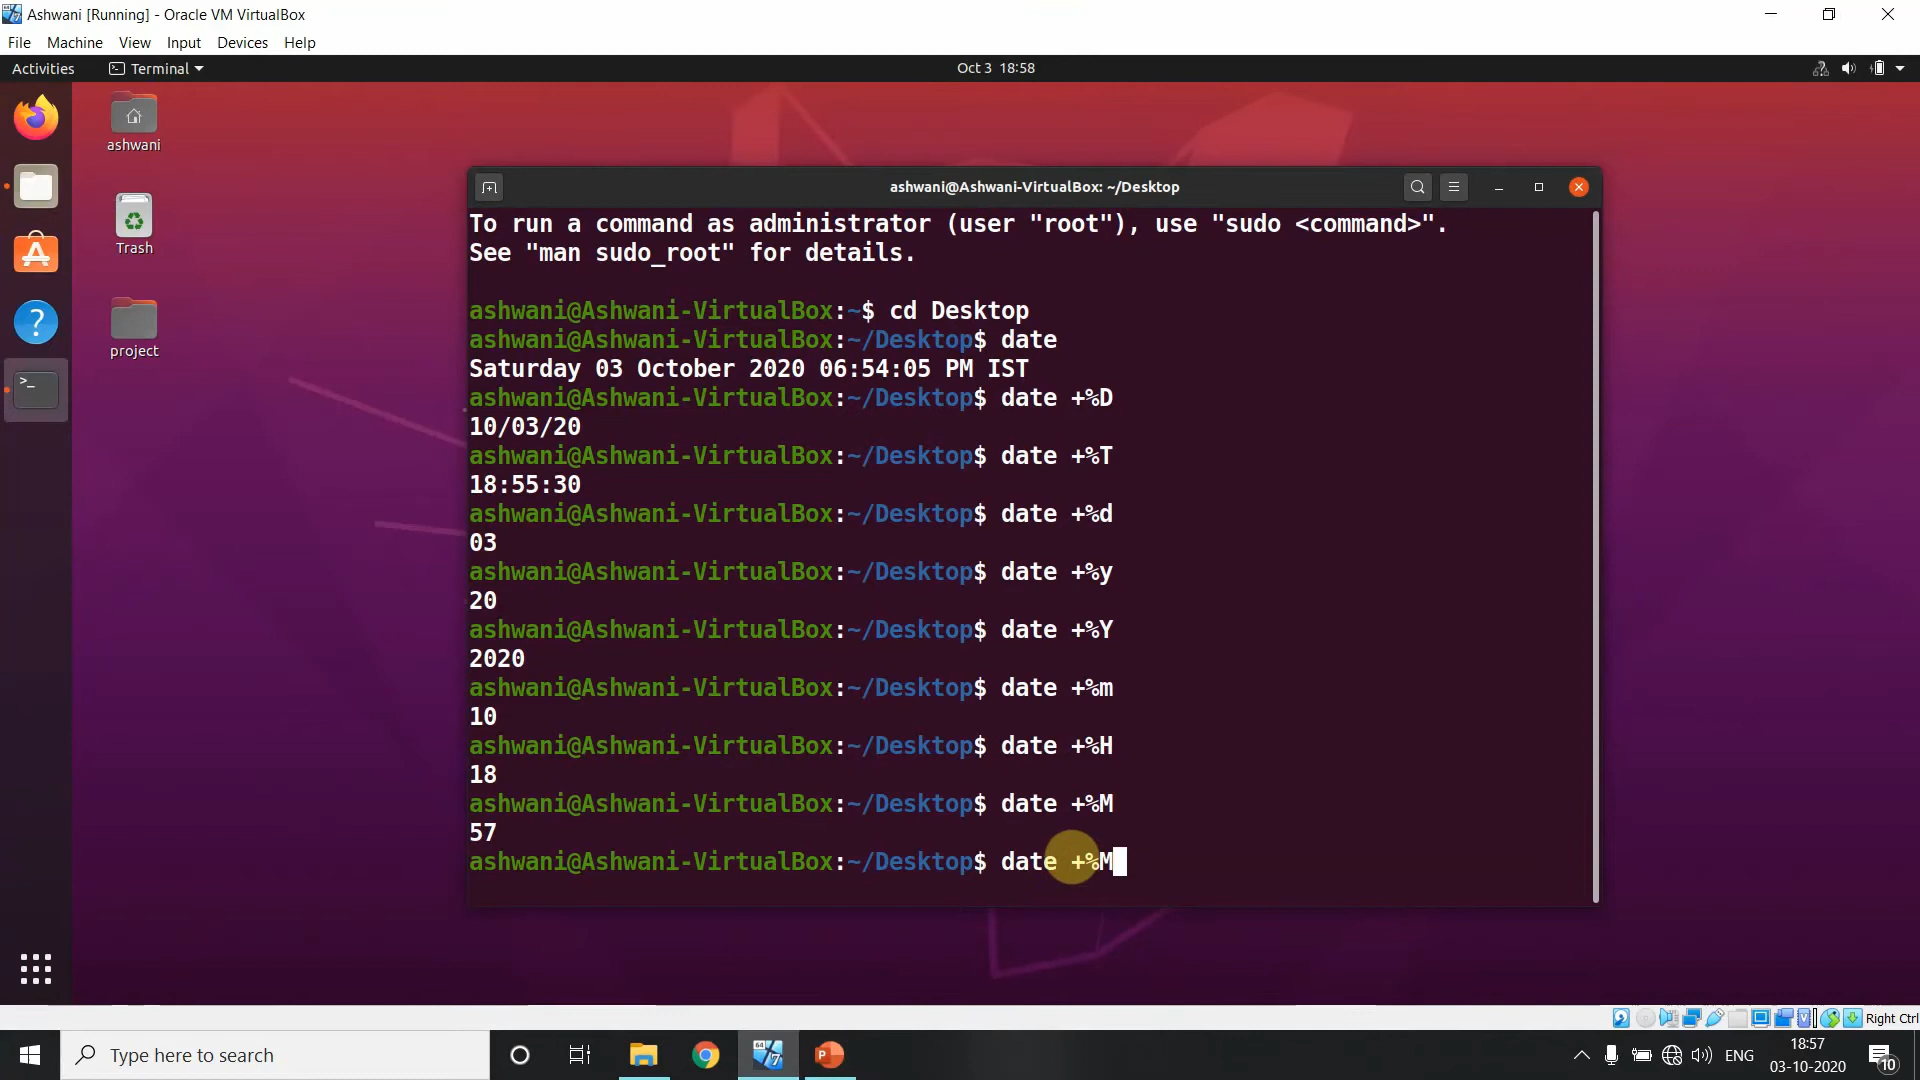 Ashwani [Running] - Oracle VM VirtualBox
File Machine View Input Devices Help
Activities Terminal Oct 3 18:58
ashwani
Trash
project
ashwani@Ashwani-VirtualBox: ~/Desktop
To run a command as administrator (user "root"), use "sudo <command>".
See "man sudo_root" for details.
ashwani@Ashwani-VirtualBox:~$ cd Desktop
ashwani@Ashwani-VirtualBox:~/Desktop$ date
Saturday 03 October 2020 06:54:05 PM IST
ashwani@Ashwani-VirtualBox:~/Desktop$ date +%D
10/03/20
ashwani@Ashwani-VirtualBox:~/Desktop$ date +%T
18:55:30
ashwani@Ashwani-VirtualBox:~/Desktop$ date +%d
03
ashwani@Ashwani-VirtualBox:~/Desktop$ date +%y
20
ashwani@Ashwani-VirtualBox:~/Desktop$ date +%Y
2020
ashwani@Ashwani-VirtualBox:~/Desktop$ date +%m
10
ashwani@Ashwani-VirtualBox:~/Desktop$ date +%H
18
ashwani@Ashwani-VirtualBox:~/Desktop$ date +%M
57
ashwani@Ashwani-VirtualBox:~/Desktop$ date +%M
Right Ctrl
Type here to search
ENG
18:57
03-10-2020
10